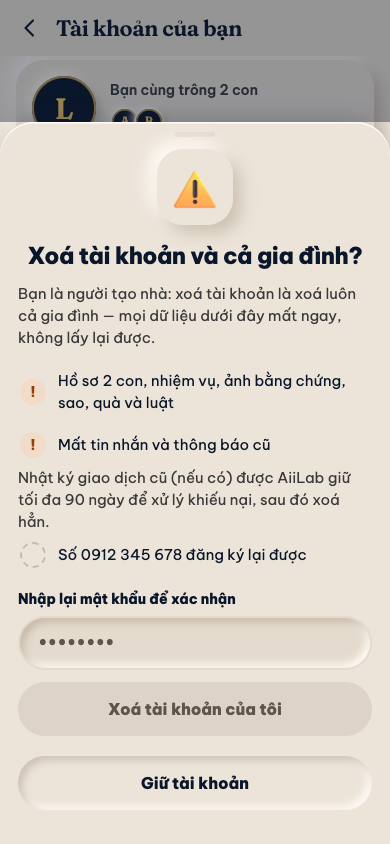 Tài khoản của bạn
L
Bạn cùng trông 2 con
Xoá tài khoản và cả gia đình?
Bạn là người tạo nhà: xoá tài khoản là xoá luôn
cả gia đình — mọi dữ liệu dưới đây mất ngay,
không lấy lại được.
! Hồ sơ 2 con, nhiệm vụ, ảnh bằng chứng,
sao, quà và luật
! Mất tin nhắn và thông báo cũ
Nhật ký giao dịch cũ (nếu có) được AiiLab giữ
tối đa 90 ngày để xử lý khiếu nại, sau đó xoá
hẳn.
Số 0912 345 678 đăng ký lại được
Nhập lại mật khẩu để xác nhận
••••••••
Xoá tài khoản của tôi
Giữ tài khoản